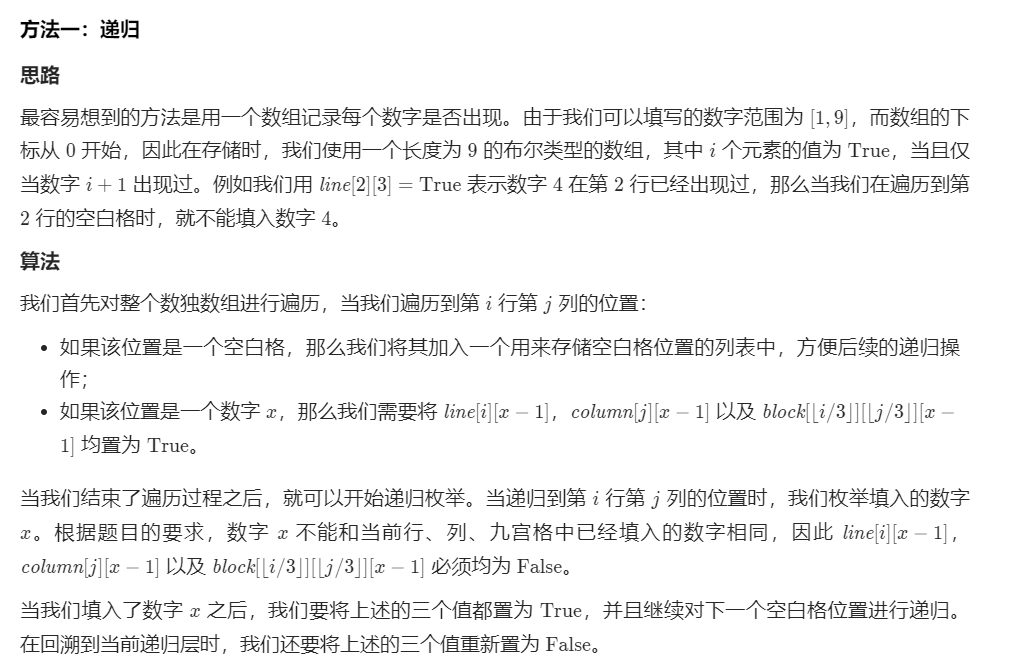 方法一：递归
思路
最容易想到的方法是用一个数组记录每个数字是否出现。由于我们可以填写的数字范围为 [1, 9]，而数组的下
标从 0 开始，因此在存储时，我们使用一个长度为 9 的布尔类型的数组，其中 i 个元素的值为 True，当且仅
当数字 i + 1 出现过。例如我们用 line[2][3] = True 表示数字 4 在第 2 行已经出现过，那么当我们在遍历到第
2 行的空白格时，就不能填入数字 4。
算法
我们首先对整个数独数组进行遍历，当我们遍历到第 i 行第 j 列的位置：
• 如果该位置是一个空白格，那么我们将其加入一个用来存储空白格位置的列表中，方便后续的递归操
作；
• 如果该位置是一个数字 x，那么我们需要将 line[i][x − 1]，column[j][x − 1] 以及 block[⌊i/3⌋][⌊j/3⌋][x −
1] 均置为 True。
当我们结束了遍历过程之后，就可以开始递归枚举。当递归到第 i 行第 j 列的位置时，我们枚举填入的数字
x。根据题目的要求，数字 x 不能和当前行、列、九宫格中已经填入的数字相同，因此 line[i][x − 1]，
column[j][x − 1] 以及 block[⌊i/3⌋][⌊j/3⌋][x − 1] 必须均为 False。
当我们填入了数字 x 之后，我们要将上述的三个值都置为 True，并且继续对下一个空白格位置进行递归。
在回溯到当前递归层时，我们还要将上述的三个值重新置为 False。